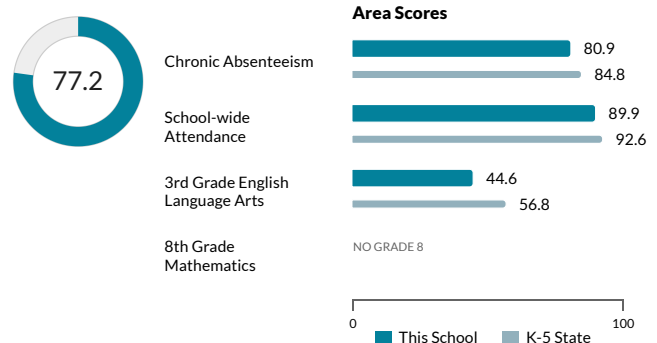 77.2
Area Scores
Chronic Absenteeism
80.9
84.8
School-wide
Attendance
89.9
92.6
3rd Grade English
Language Arts
44.6
56.8
8th Grade
Mathematics
NO GRADE 8
0
100
This School
K-5 State